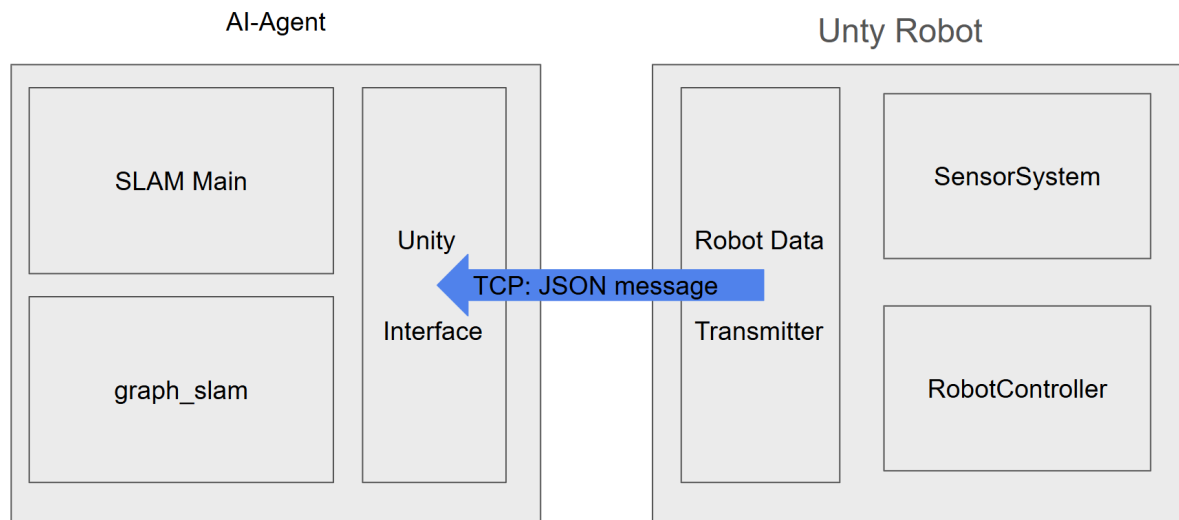 AI-Agent
Unty Robot
SLAM Main
graph_slam
Unity
Interface
TCP: JSON message
Robot Data
Transmitter
SensorSystem
RobotController